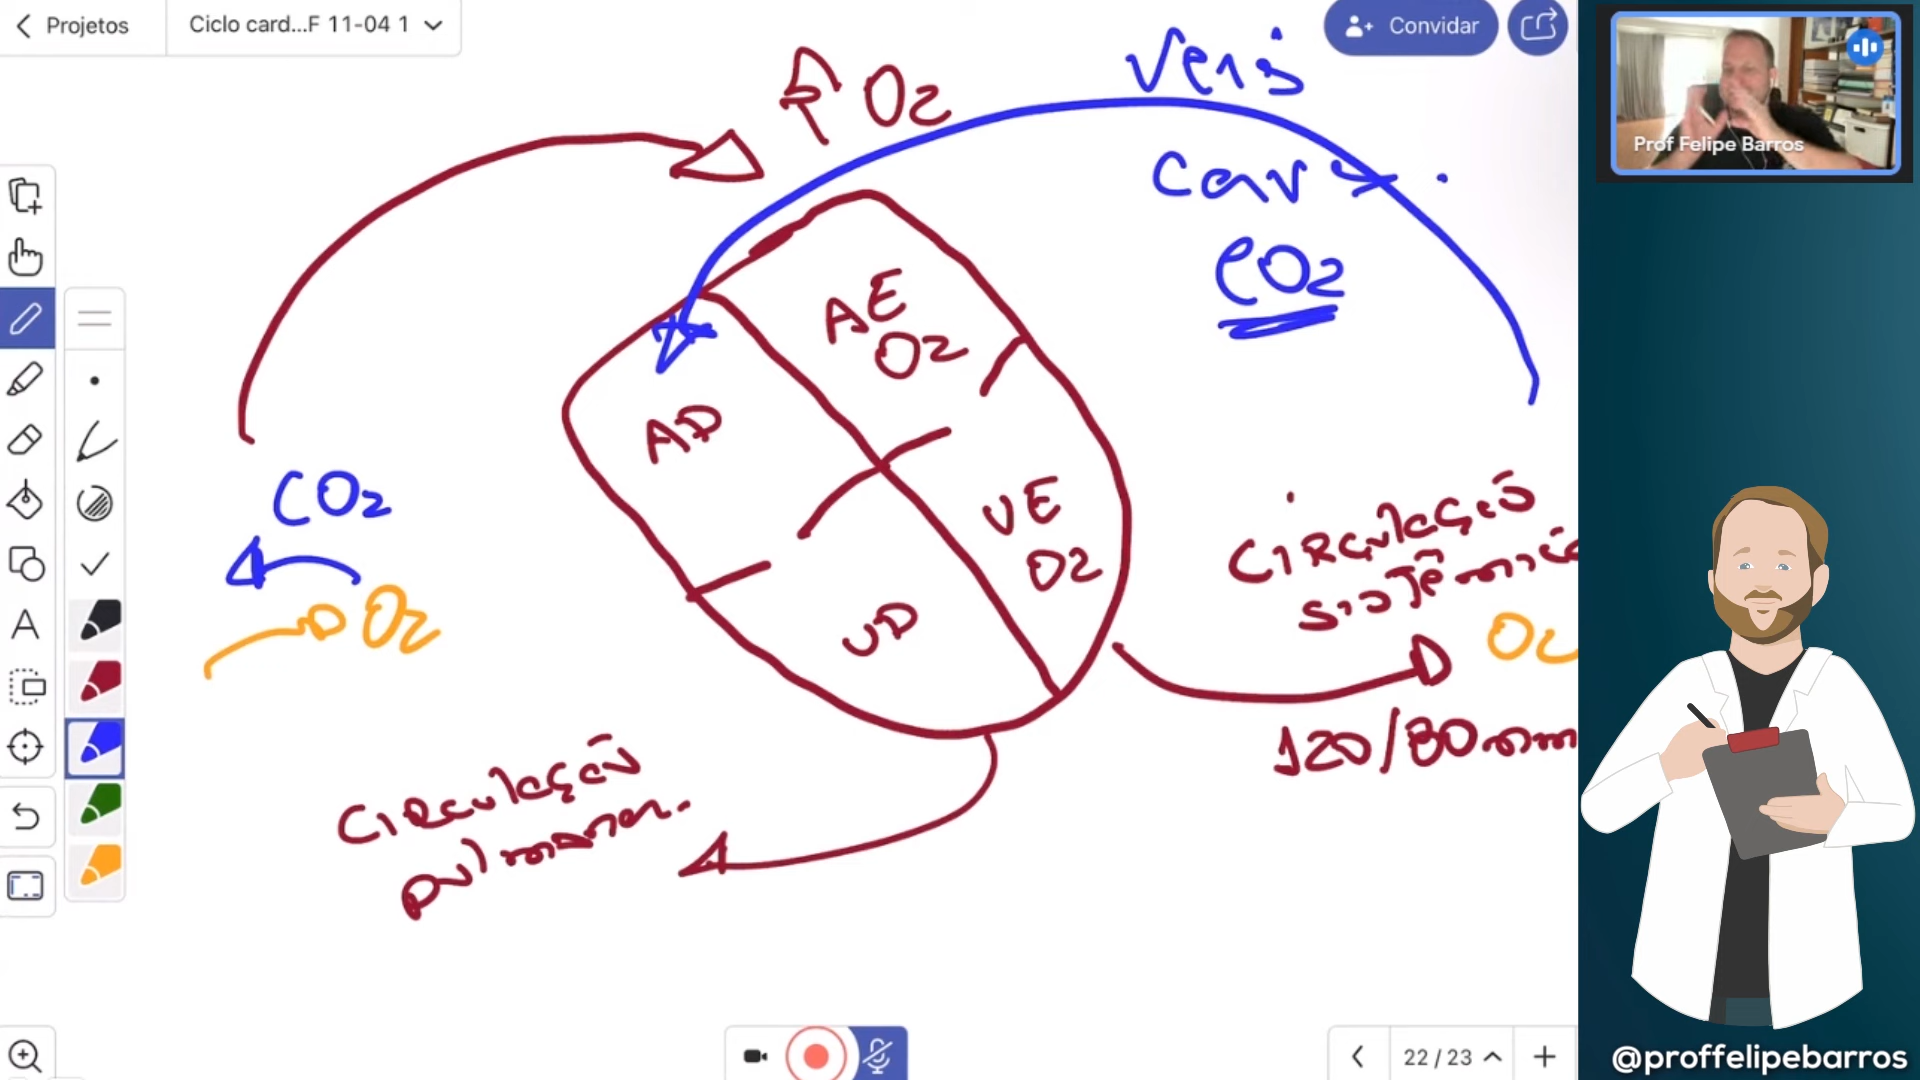 Projetos
Ciclo card...F 11-04 1
Convidar
Prof Felipe Barros
↑ O2
Veias
Cav
CO2
AE
O2
AD
CO2
O2
VE
O2
VD
Circulação
sistêmica
O2
120/80mm
Circulação
pulmonar.
22 / 23
@proffelipebarros